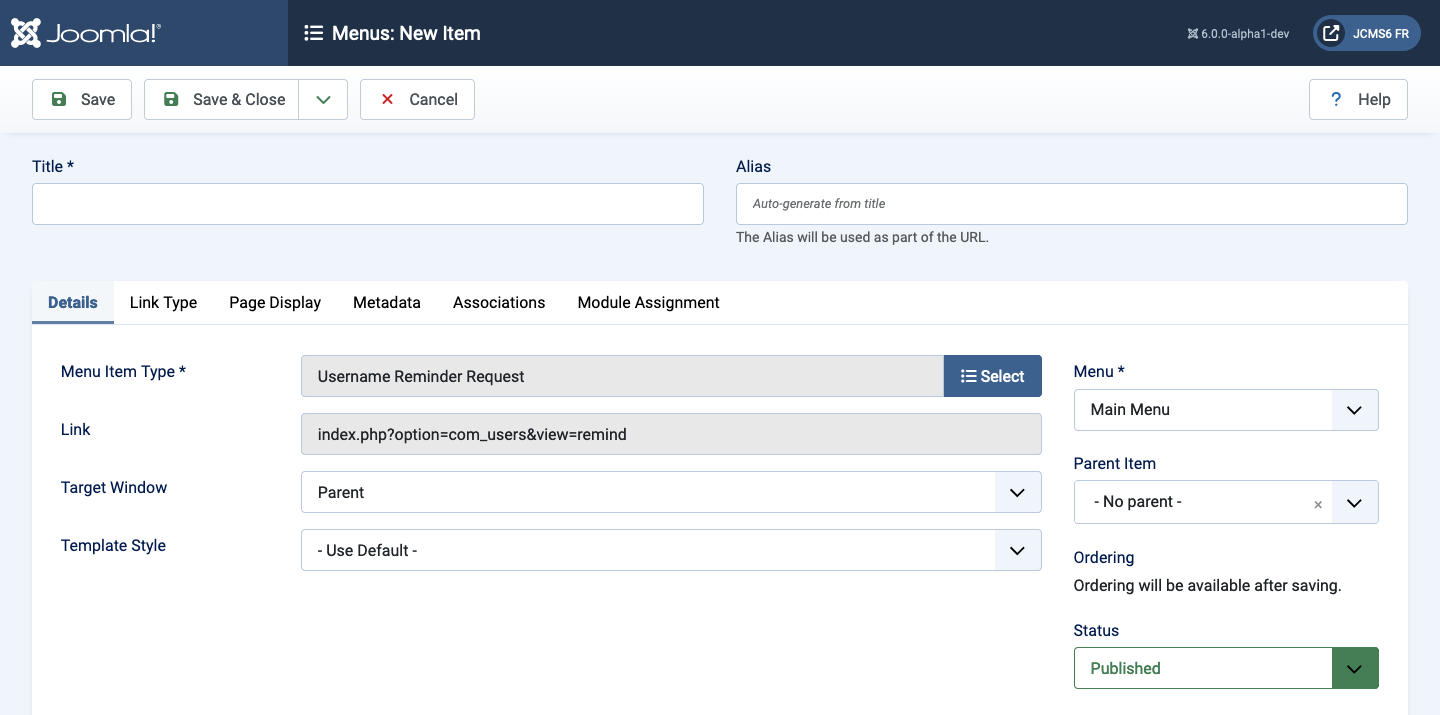 Joomla!®
Menus: New Item
6.0.0-alpha1-dev
JCMS6 FR
Save
Save & Close
Cancel
? Help
Title *
Alias
Auto-generate from title
The Alias will be used as part of the URL.
Details Link Type Page Display Metadata Associations Module Assignment
Menu Item Type *
Username Reminder Request
Select
Link
index.php?option=com_users&view=remind
Target Window
Parent
Template Style
- Use Default -
Menu *
Main Menu
Parent Item
- No parent - ×
Ordering
Ordering will be available after saving.
Status
Published